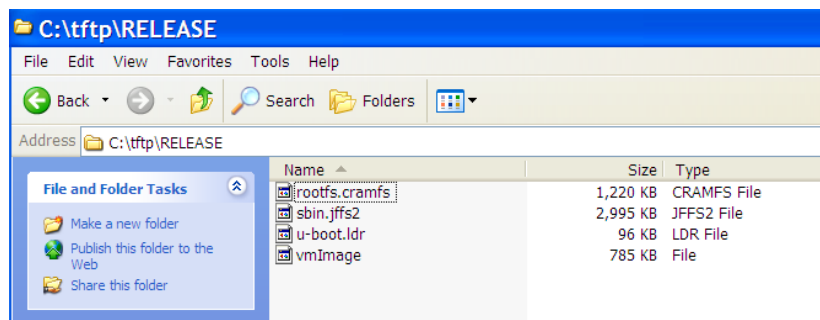 C:\tftp\RELEASE
File Edit View Favorites Tools Help
Back Search Folders
Address C:\tftp\RELEASE
File and Folder Tasks
Make a new folder
Publish this folder to the
Web
Share this folder
Name Size Type
rootfs.cramfs 1,220 KB CRAMFS File
sbin.jffs2 2,995 KB JFFS2 File
u-boot.ldr 96 KB LDR File
vmImage 785 KB File